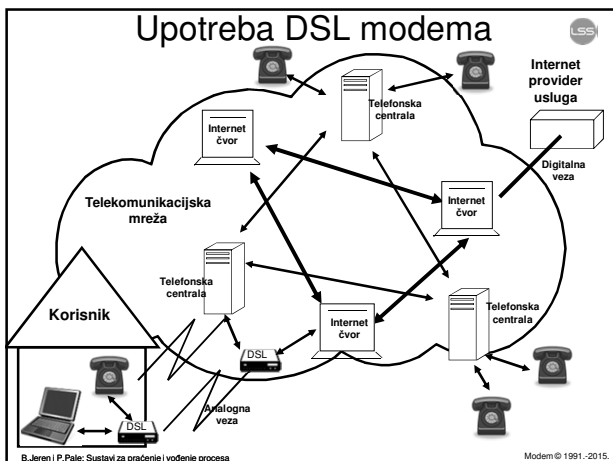 Upotreba DSL modema
LSS
Internet
provider
usluga
Telefonska
centrala
Internet
čvor
Digitalna
veza
Internet
čvor
Telekomunikacijska
mreža
Telefonska
centrala
Telefonska
centrala
Korisnik
Internet
čvor
DSL
DSL
Analogna
veza
B.Jeren i P.Pale: Sustavi za praćenje i vođenje procesa
Modem © 1991.-2015.